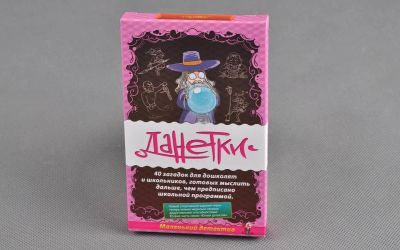 Данетки
40 загадок для дошколят
и школьников, готовых мыслить
дальше, чем предписано
школьной программой.
Маленький детектив